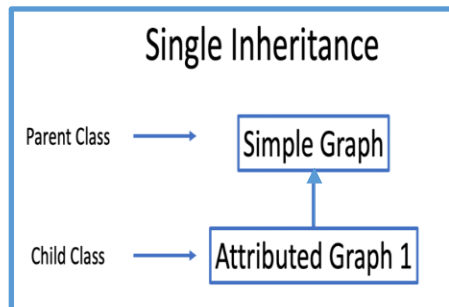 Single Inheritance
Parent Class
Simple Graph
Child Class
Attributed Graph 1